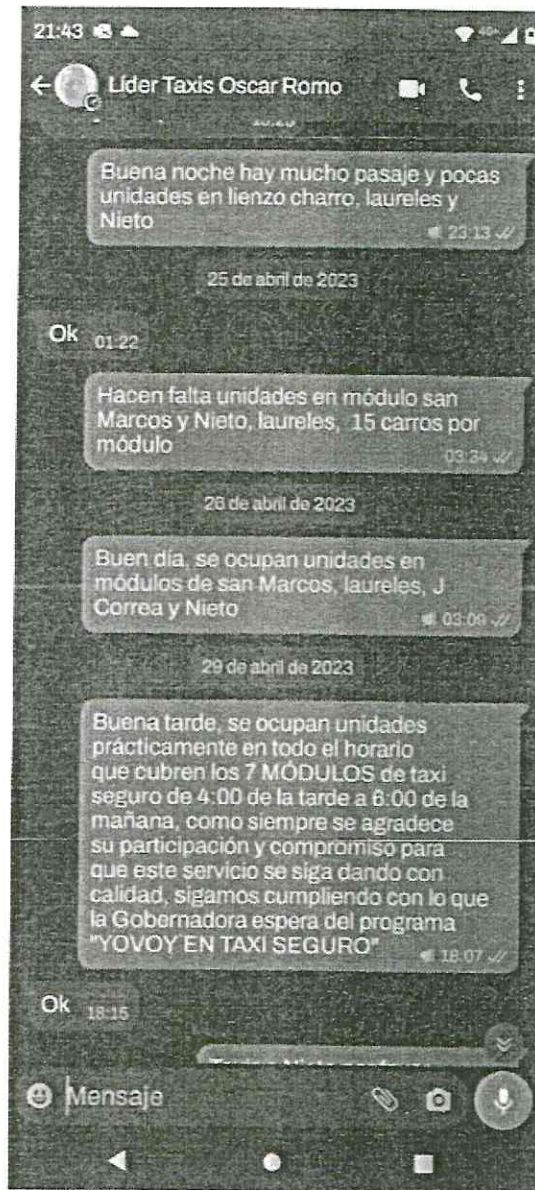 21:43
Líder Taxis Oscar Romo
Buena noche hay mucho pasaje y pocas
unidades en lienzo charro, laureles y
Nieto
23:13
25 de abril de 2023
Ok 01:22
Hacen falta unidades en módulo san
Marcos y Nieto, laureles, 15 carros por
módulo
03:34
26 de abril de 2023
Buen día, se ocupan unidades en
módulos de san Marcos, laureles, J
Correa y Nieto
03:09
29 de abril de 2023
Buena tarde, se ocupan unidades
prácticamente en todo el horario
que cubren los 7 MÓDULOS de taxi
seguro de 4:00 de la tarde a 6:00 de la
mañana, como siempre se agradece
su participación y compromiso para
que este servicio se siga dando con
calidad, sigamos cumpliendo con lo que
la Gobernadora espera del programa
"YOVOY EN TAXI SEGURO"
18:07
Ok 18:15
Mensaje